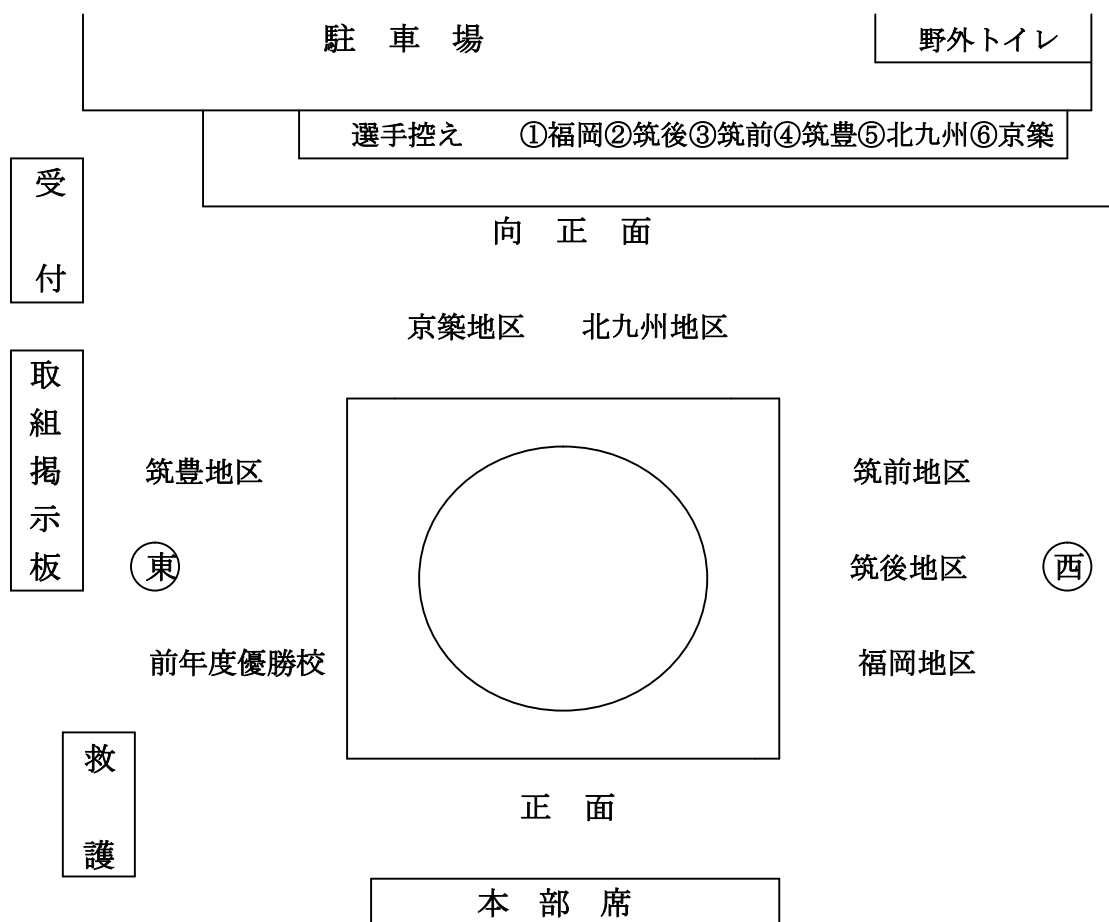 駐 車 場
野外トイレ
選手控え ①福岡②筑後③筑前④筑豊⑤北九州⑥京築
受付
向 正 面
京築地区 北九州地区
取組掲示板
筑豊地区
筑前地区
東
筑後地区
西
前年度優勝校
福岡地区
救護
正 面
本 部 席